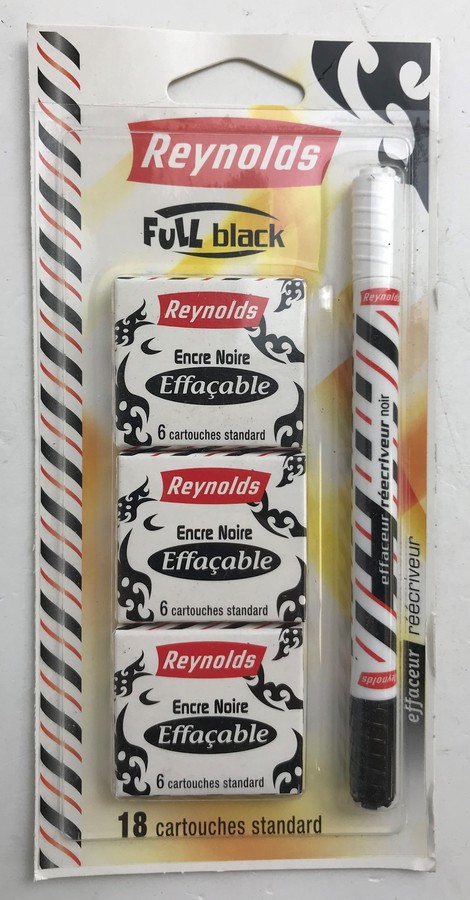 Reynolds
FULL black
Reynolds
Encre Noire
Effaçable
6 cartouches standard
Reynolds
Encre Noire
Effaçable
6 cartouches standard
Reynolds
Encre Noire
Effaçable
6 cartouches standard
18 cartouches standard
Reynolds
effaceur réécriveur noir
Reynolds
effaceur réécriveur